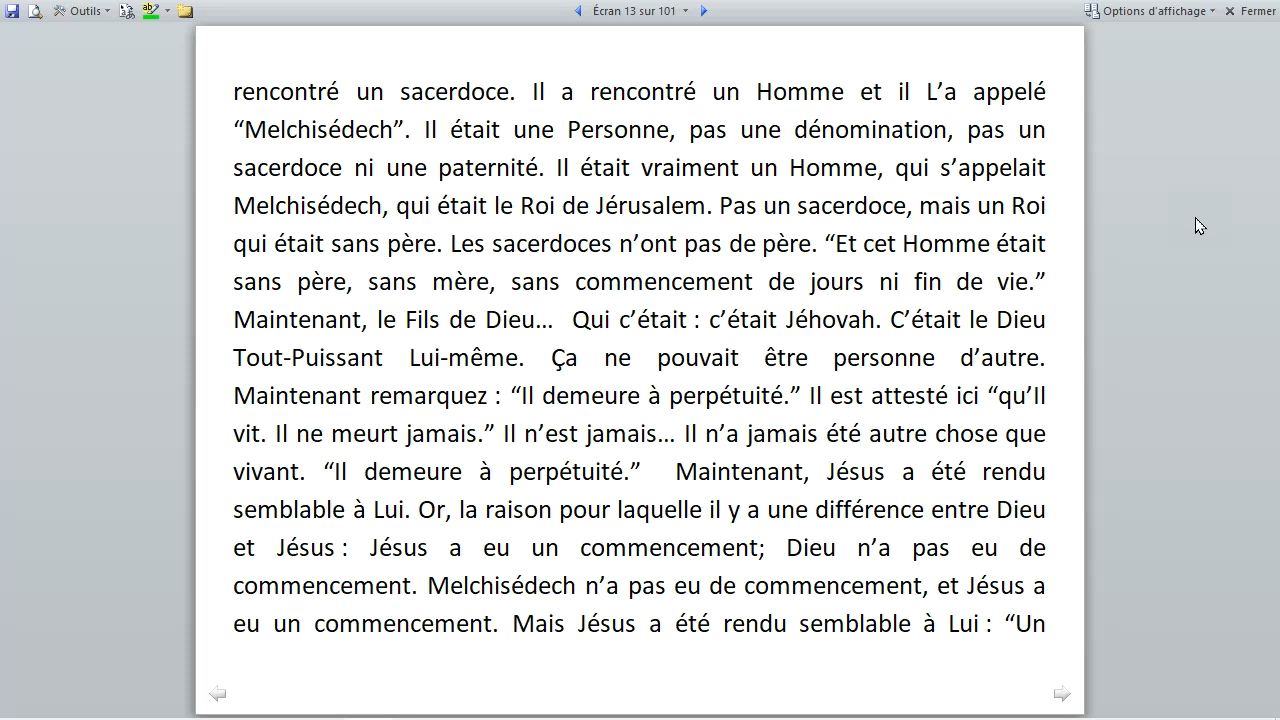 Outils
Écran 13 sur 101
Options d'affichage
Fermer
rencontré un sacerdoce. Il a rencontré un Homme et il L’a appelé
“Melchisédech”. Il était une Personne, pas une dénomination, pas un
sacerdoce ni une paternité. Il était vraiment un Homme, qui s’appelait
Melchisédech, qui était le Roi de Jérusalem. Pas un sacerdoce, mais un Roi
qui était sans père. Les sacerdoces n’ont pas de père. “Et cet Homme était
sans père, sans mère, sans commencement de jours ni fin de vie.”
Maintenant, le Fils de Dieu… Qui c’était : c’était Jéhovah. C’était le Dieu
Tout-Puissant Lui-même. Ça ne pouvait être personne d’autre.
Maintenant remarquez : “Il demeure à perpétuité.” Il est attesté ici “qu’Il
vit. Il ne meurt jamais.” Il n’est jamais… Il n’a jamais été autre chose que
vivant. “Il demeure à perpétuité.” Maintenant, Jésus a été rendu
semblable à Lui. Or, la raison pour laquelle il y a une différence entre Dieu
et Jésus : Jésus a eu un commencement; Dieu n’a pas eu de
commencement. Melchisédech n’a pas eu de commencement, et Jésus a
eu un commencement. Mais Jésus a été rendu semblable à Lui : “Un